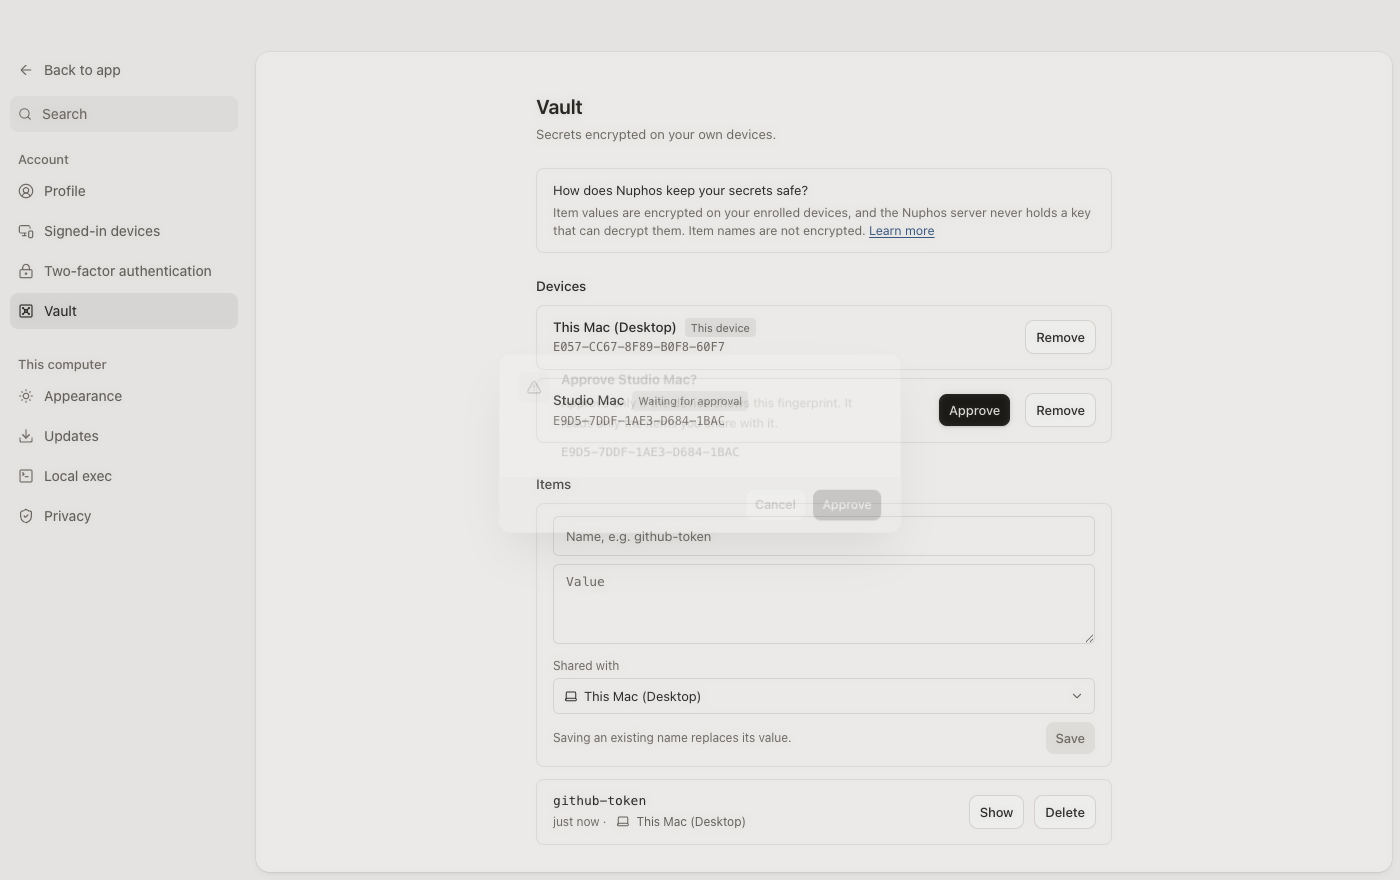 Back to app
Search
Account
Profile
Signed-in devices
Two-factor authentication
Vault
This computer
Appearance
Updates
Local exec
Privacy
Vault
Secrets encrypted on your own devices.
How does Nuphos keep your secrets safe?
Item values are encrypted on your enrolled devices, and the Nuphos server never holds a key
that can decrypt them. Item names are not encrypted. Learn more
Devices
This Mac (Desktop) This device
E057-CC67-8F89-B0F8-60F7
Remove
Approve Studio Mac?
Studio Mac Waiting for approval
this fingerprint. It
E9D5-7DDF-1AE3-D684-1BAC
share with it.
Approve
Remove
E9D5-7DDF-1AE3-D684-1BAC
Cancel
Approve
Items
Name, e.g. github-token
Value
Shared with
This Mac (Desktop)
Saving an existing name replaces its value.
Save
github-token
just now · This Mac (Desktop)
Show
Delete